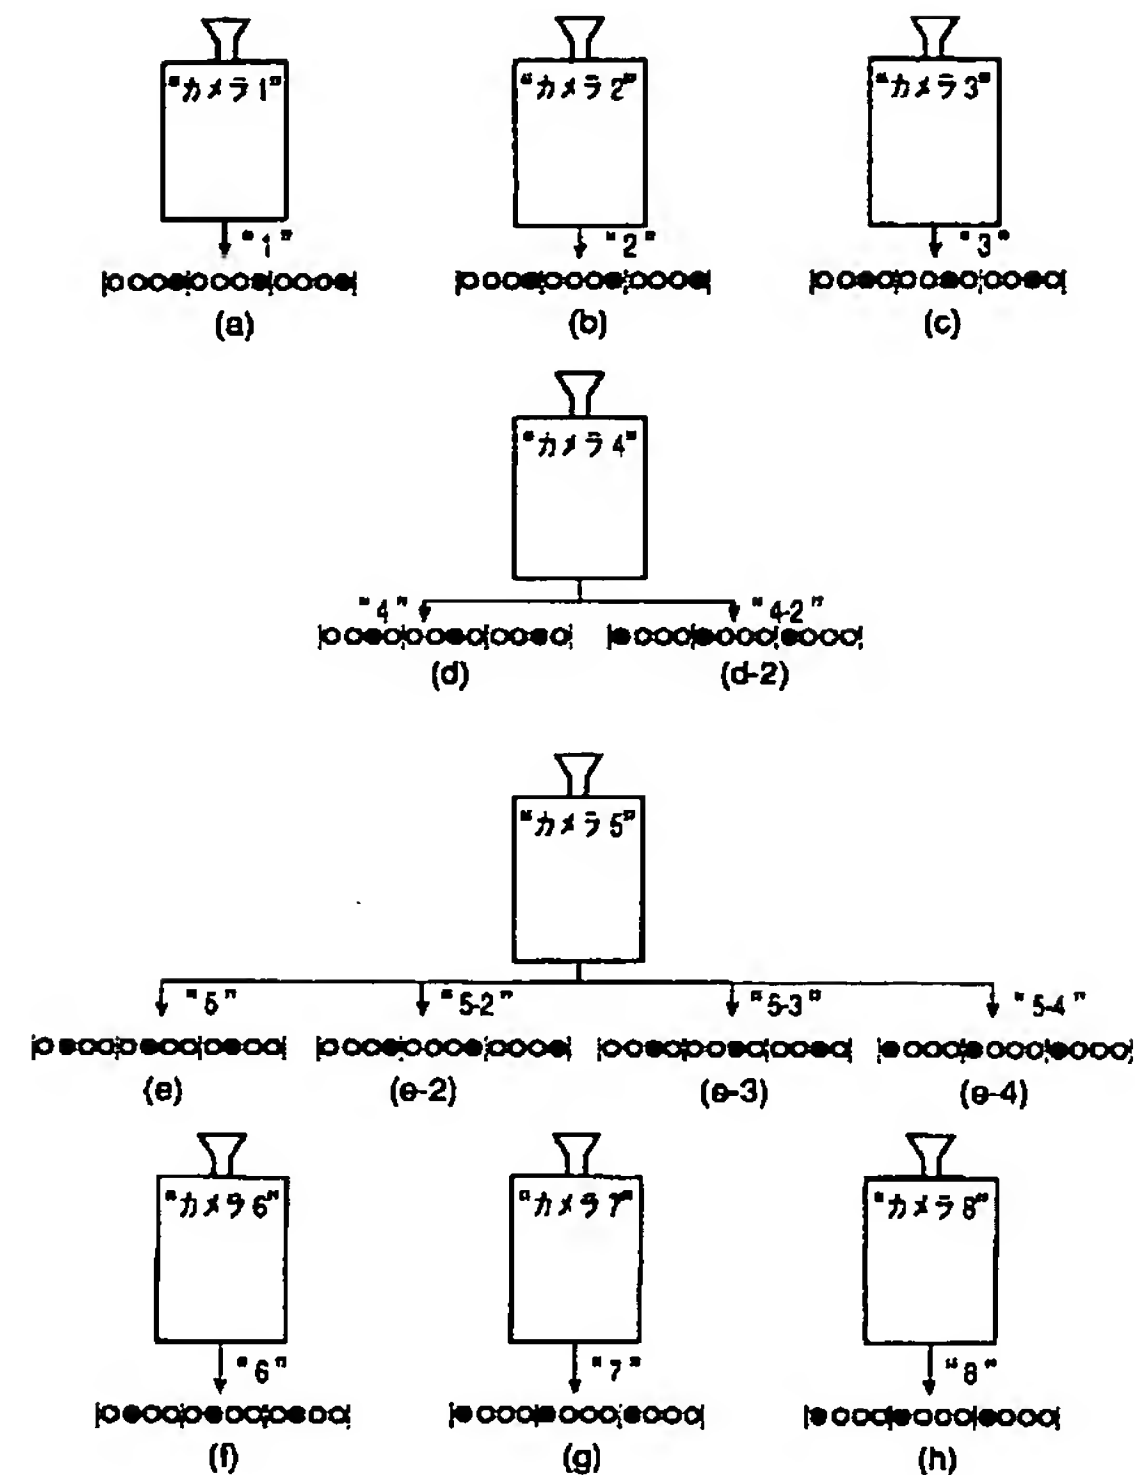 "カメラ1" "カメラ2" "カメラ3"
"1" "2" "3"
(a) (b) (c)
"カメラ4"
"4" "4-2"
(d) (d-2)
"カメラ5"
"5" "5-2" "5-3" "5-4"
(e) (e-2) (e-3) (e-4)
"カメラ6" "カメラ7" "カメラ8"
"6" "7" "8"
(f) (g) (h)